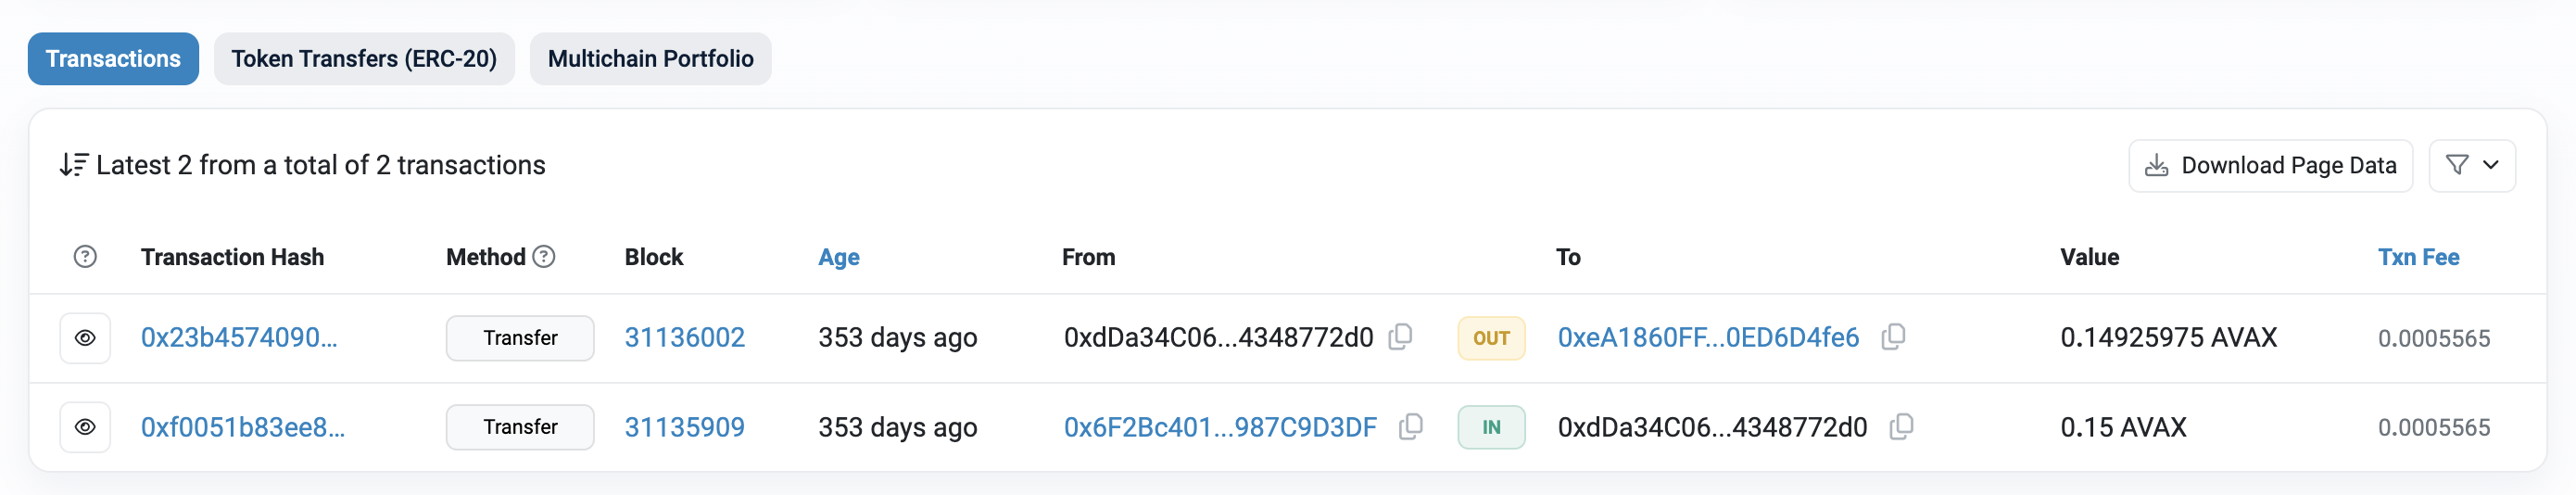 Transactions Token Transfers (ERC-20) Multichain Portfolio
Latest 2 from a total of 2 transactions Download Page Data
? Transaction Hash Method ? Block Age From To Value Txn Fee
0x23b4574090... Transfer 31136002 353 days ago 0xdDa34C06...4348772d0 OUT 0xeA1860FF...0ED6D4fe6 0.14925975 AVAX 0.0005565
0xf0051b83ee8... Transfer 31135909 353 days ago 0x6F2Bc401...987C9D3DF IN 0xdDa34C06...4348772d0 0.15 AVAX 0.0005565